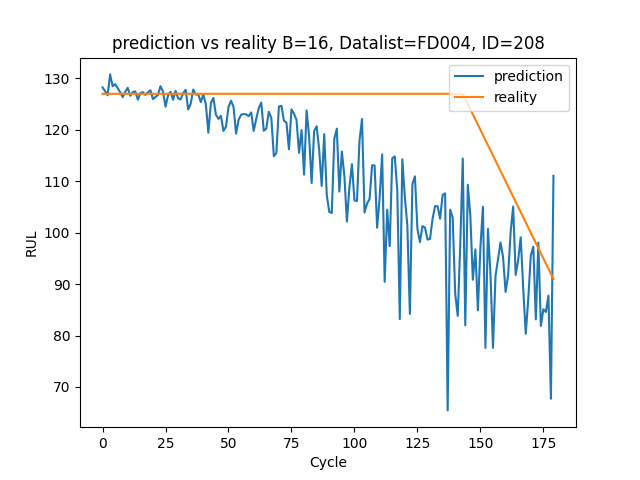 prediction vs reality B=16, Datalist=FD004, ID=208
prediction
reality
RUL
130
120
110
100
90
80
70
0 25 50 75 100 125 150 175
Cycle